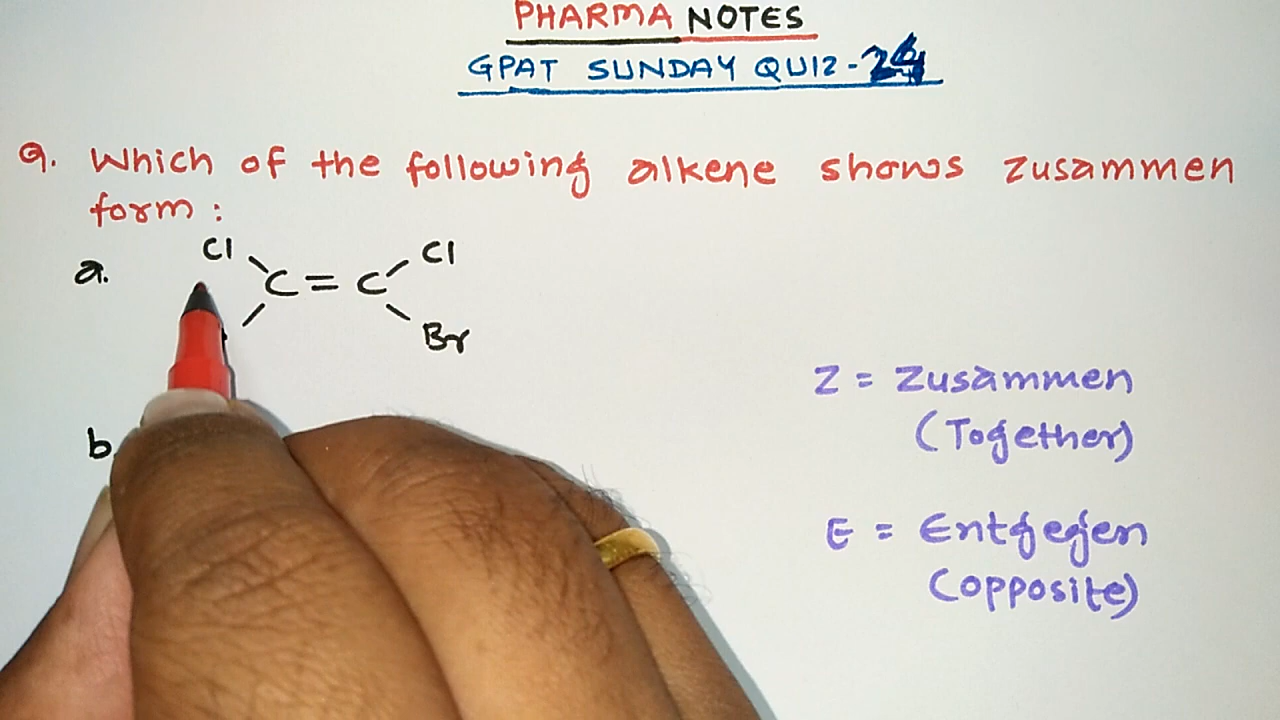 PHARMA NOTES
GPAT SUNDAY QUIZ-24
Q. Which of the following alkene shows zusammen
form :
a.
Cl Cl
C = C
Br
b.
Z = Zusammen
(Together)
E = Entgegen
(opposite)